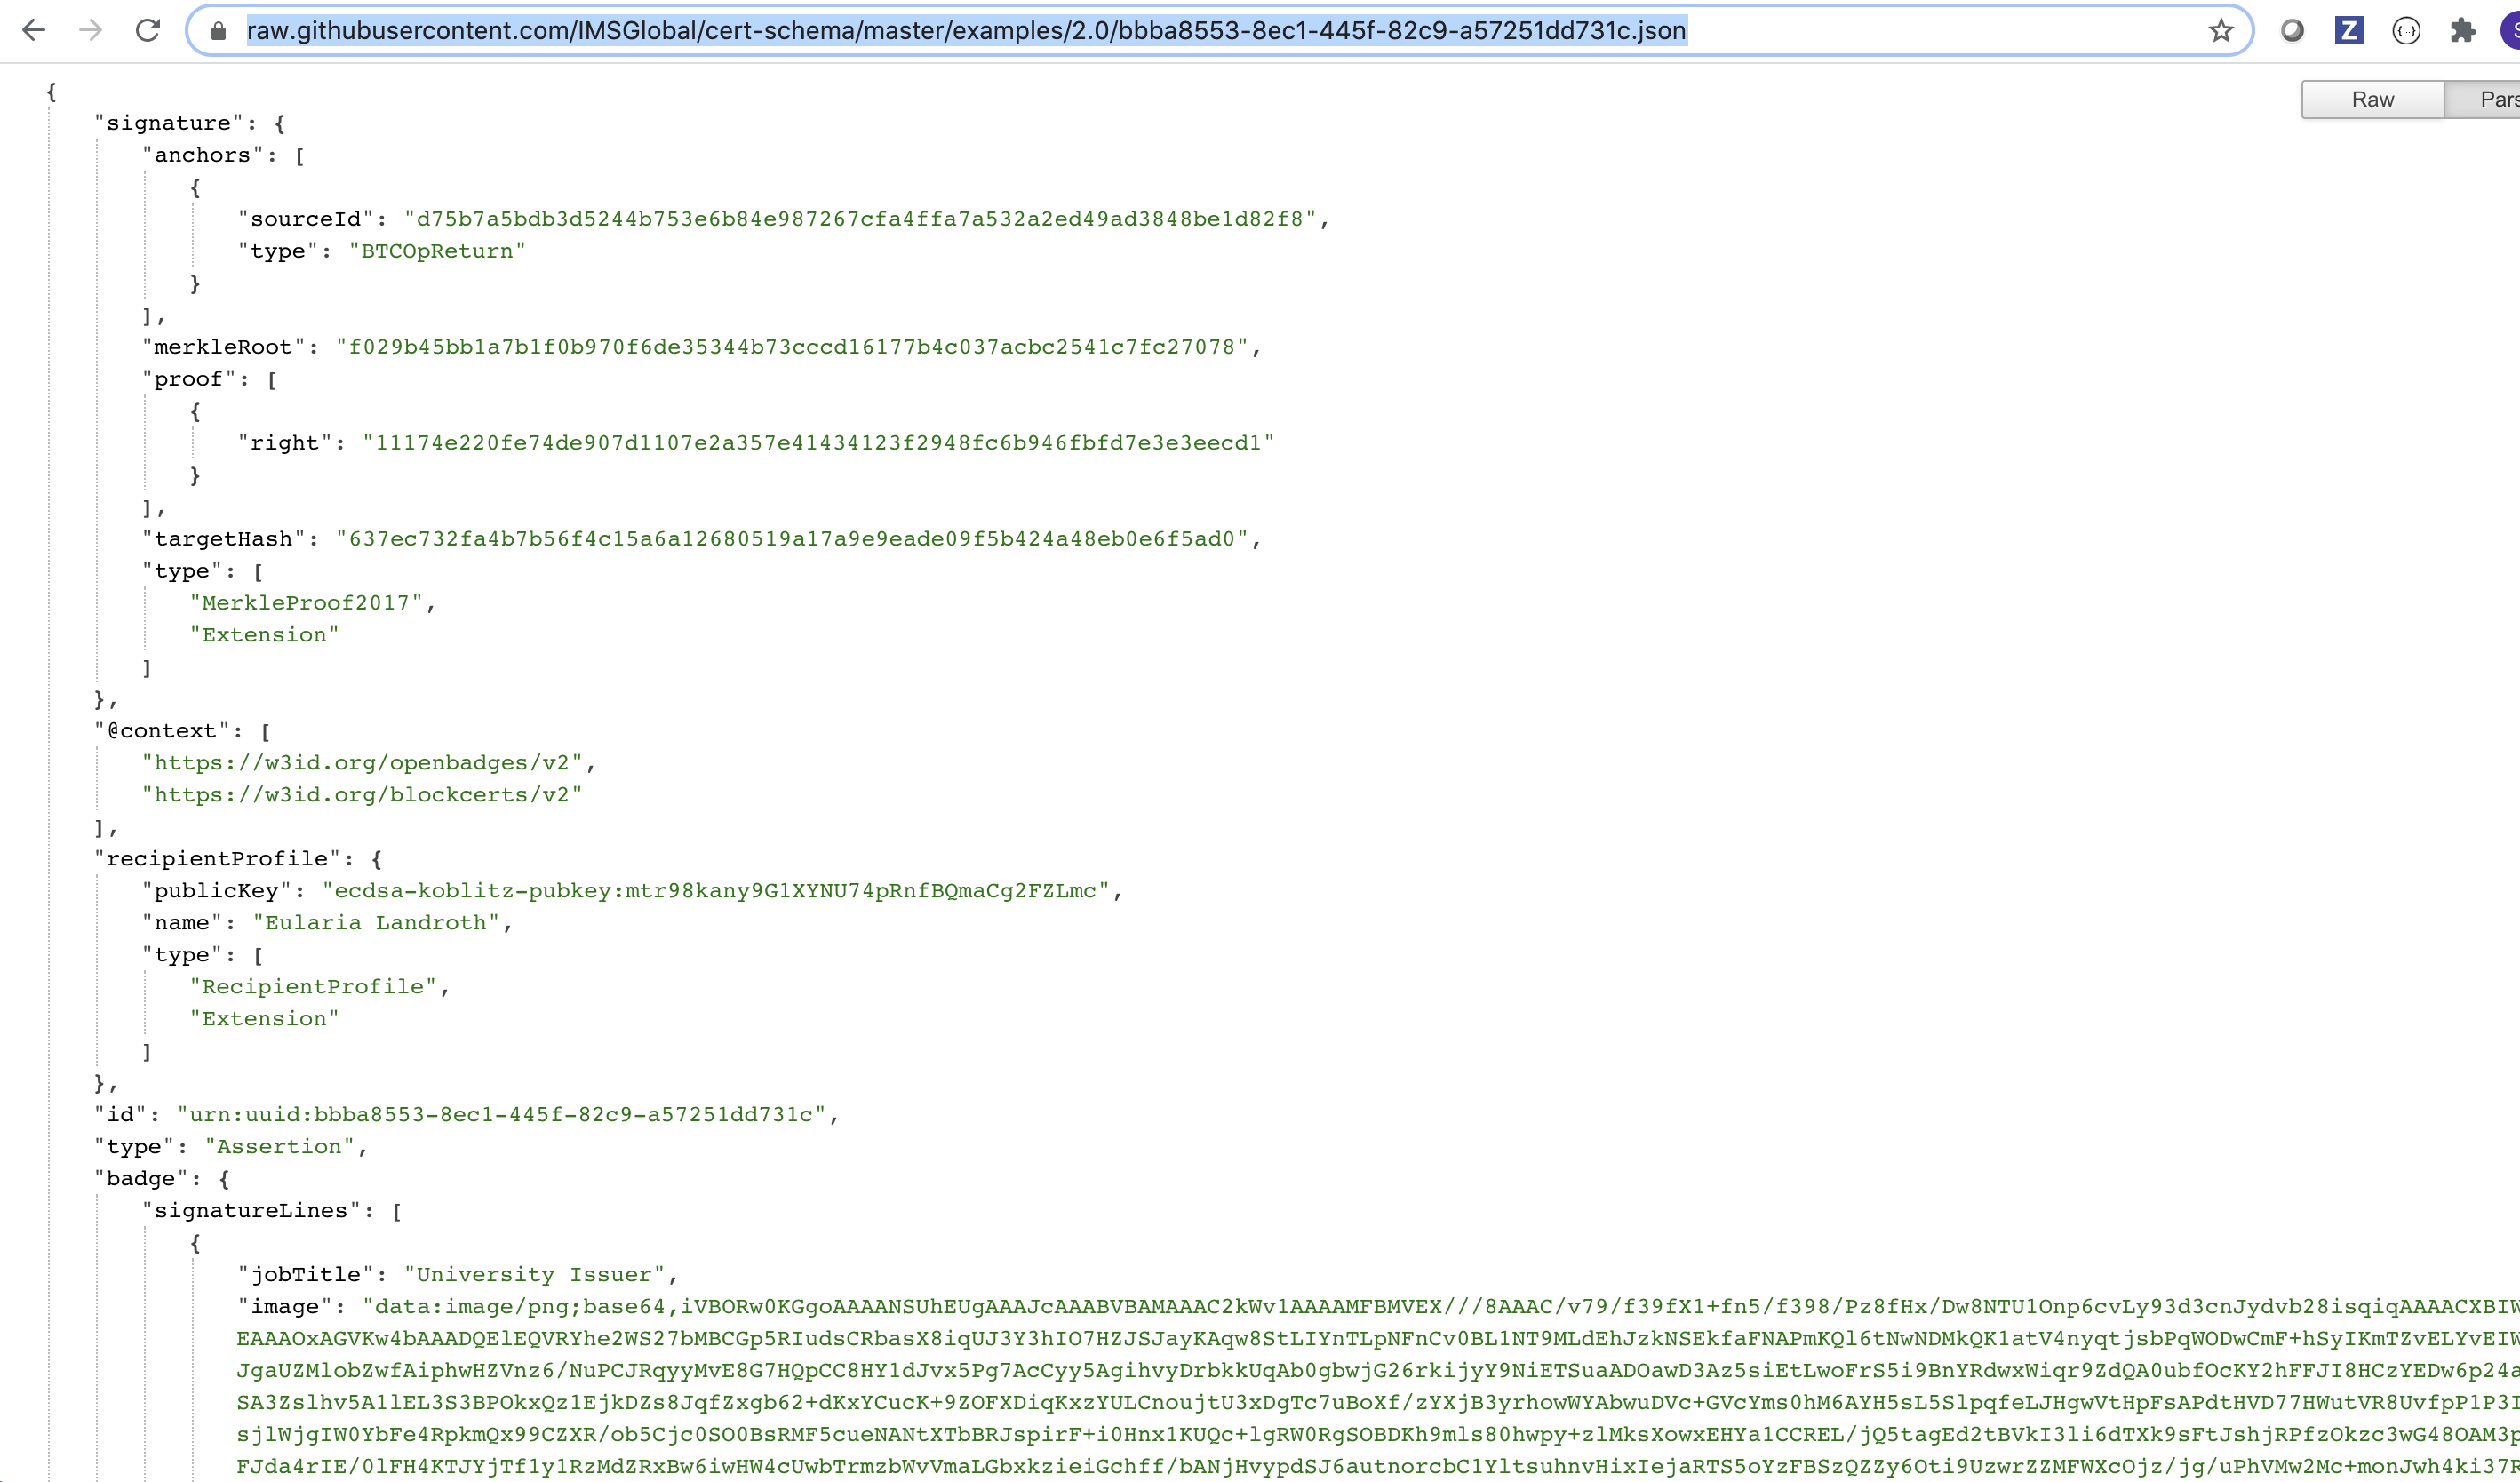 raw.githubusercontent.com/IMSGlobal/cert-schema/master/examples/2.0/bbba8553-8ec1-445f-82c9-a57251dd731c.json
Z {...} S
{
Raw Pars
"signature": {
"anchors": [
{
"sourceId": "d75b7a5bdb3d5244b753e6b84e987267cfa4ffa7a532a2ed49ad3848be1d82f8",
"type": "BTCOpReturn"
}
],
"merkleRoot": "f029b45bb1a7b1f0b970f6de35344b73cccd16177b4c037acbc2541c7fc27078",
"proof": [
{
"right": "11174e220fe74de907d1107e2a357e41434123f2948fc6b946fbfd7e3e3eecd1"
}
],
"targetHash": "637ec732fa4b7b56f4c15a6a12680519a17a9e9eade09f5b424a48eb0e6f5ad0",
"type": [
"MerkleProof2017",
"Extension"
]
},
"@context": [
"https://w3id.org/openbadges/v2",
"https://w3id.org/blockcerts/v2"
],
"recipientProfile": {
"publicKey": "ecdsa-koblitz-pubkey:mtr98kany9G1XYNU74pRnfBQmaCg2FZLmc",
"name": "Eularia Landroth",
"type": [
"RecipientProfile",
"Extension"
]
},
"id": "urn:uuid:bbba8553-8ec1-445f-82c9-a57251dd731c",
"type": "Assertion",
"badge": {
"signatureLines": [
{
"jobTitle": "University Issuer",
"image": "data:image/png;base64,iVBORw0KGgoAAAANSUhEUgAAAJcAAABVBAMAAAC2kWv1AAAAMFBMVEX///8AAAC/v79/f39fX1+fn5/f398/Pz8fHx/Dw8NTU1Onp6cvLy93d3cnJydvb28isqiqAAAACXBIW
EAAAOxAGVKw4bAAADQElEQVRYhe2WS27bMBCGp5RIudsCRbasX8iqUJ3Y3hIO7HZJSJayKAqw8StLIYnTLpNFnCv0BL1NT9MLdEhJzkNSEkfaFNAPmKQl6tNwNDMkQK1atV4nyqtjsbPqWODwCmF+hSyIKmTZvELYvEIW
JgaUZMlobZwfAiphwHZVnz6/NuPCJRqyyMvE8G7HQpCC8HY1dJvx5Pg7AcCyy5AgihvyDrbkkUqAb0gbwjG26rkijyY9NiETSuaADOawD3Az5siEtLwoFrS5i9BnYRdwxWiqr9ZdQA0ubfOcKY2hFFJI8HCzYEDw6p24a
SA3Zslhv5A1lEL3S3BPOkxQz1EjkDZs8JqfZxgb62+dKxYCucK+9ZOFXDiqKxzYULCnoujtU3xDgTc7uBoXf/zYXjB3yrhowWYAbwuDVc+GVcYms0hM6AYH5sL5SlpqfeLJHgwVtHpFsAPdtHVD77HWutVR8UvfpP1P3I
sjlWjgIW0YbFe4RpkmQx99CZXR/ob5Cjc0SO0BsRMF5cueNANtXTbBRJspirF+i0Hnx1KUQc+lgRW0RgSOBDKh9mls80hwpy+zlMksXowxEHYa1CCREL/jQ5tagEd2tBVkI3li6dTXk9sFtJshjRPfzOkzc3wG48OAM3p
FJda4rIE/0lFH4KTJYjTf1y1RzMdZRxBw6iwHW4cUwbTrmzbWvVmaLGbxkzieiGchff/bANjHvypdSJ6autnorcbC1YltsuhnvHixIejaRTS5oYzFBSzQZZy6Oti9UzwrZZMFWXcOjz/jg/uPhVMw2Mc+monJwh4ki37R